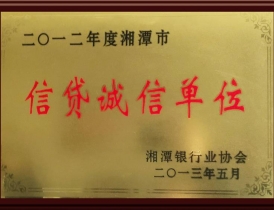 二〇一二年度湘潭市
信贷诚信单位
湘潭银行业协会
二〇一三年五月